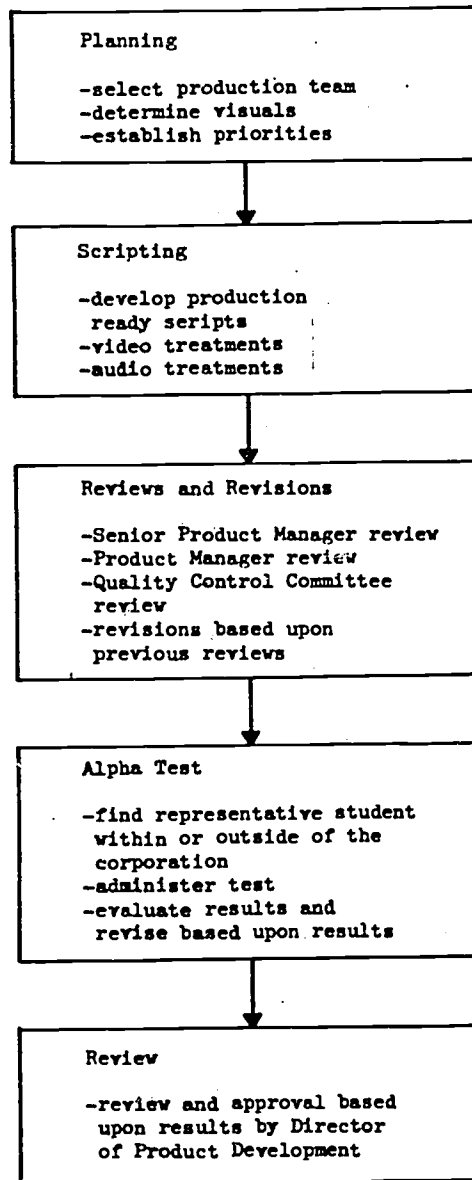 Planning
-select production team
-determine visuals
-establish priorities
Scripting
-develop production
ready scripts
-video treatments
-audio treatments
Reviews and Revisions
-Senior Product Manager review
-Product Manager review
-Quality Control Committee
review
-revisions based upon
previous reviews
Alpha Test
-find representative student
within or outside of the
corporation
-administer test
-evaluate results and
revise based upon results
Review
-review and approval based
upon results by Director
of Product Development